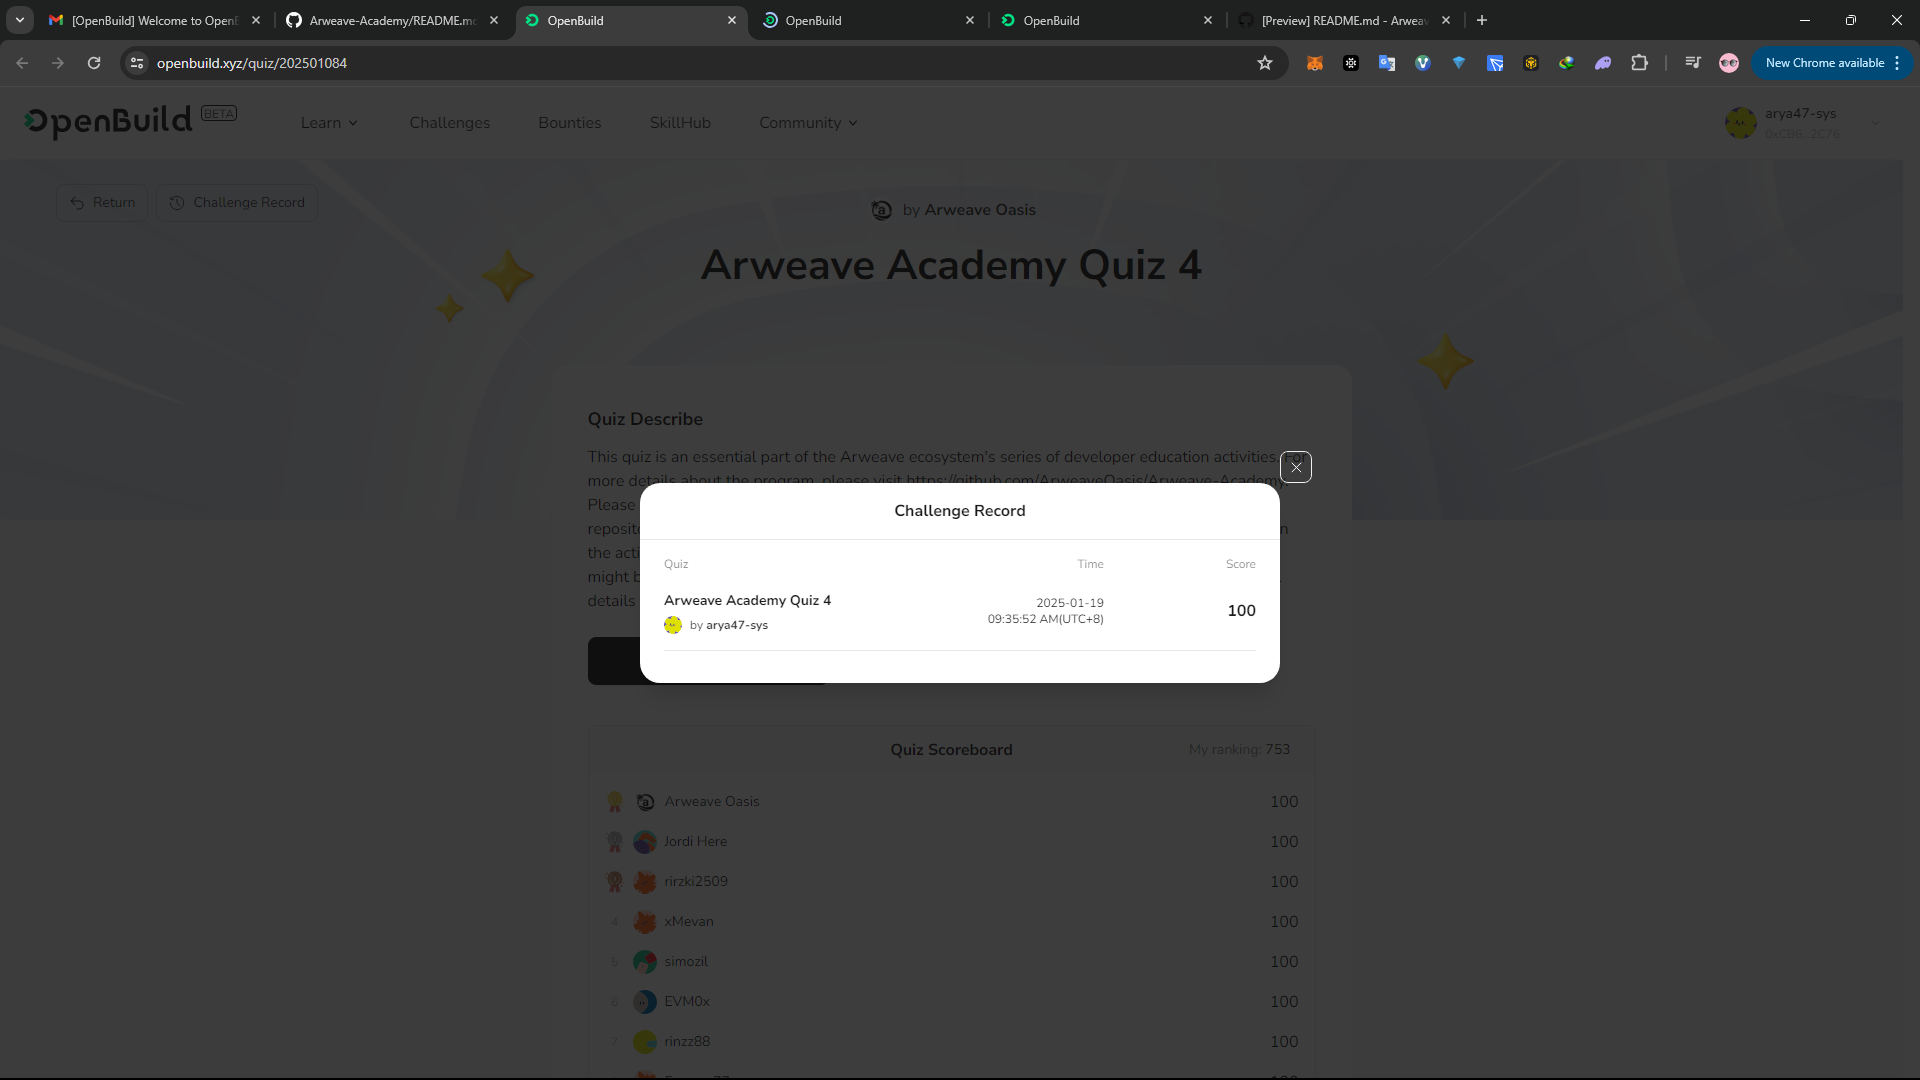 [OpenBuild] Welcome to OpenB
Arweave-Academy/README.mc
OpenBuild
OpenBuild
OpenBuild
[Preview] README.md - Arweav
openbuild.xyz/quiz/202501084
New Chrome available
OpenBuild
BETA
Learn
Challenges
Bounties
SkillHub
Community
arya47-sys
0xCB6...2C76
Return
Challenge Record
by Arweave Oasis
Arweave Academy Quiz 4
Quiz Describe
This quiz is an essential part of the Arweave ecosystem's series of developer education activities. For
more details about the program, please visit https://github.com/ArweaveOasis/Arweave-Academy.
Please
reposit
n
the acti
might b
details
Challenge Record
Quiz
Time
Score
Arweave Academy Quiz 4
by arya47-sys
2025-01-19
09:35:52 AM(UTC+8)
100
Quiz Scoreboard
My ranking: 753
Arweave Oasis
100
Jordi Here
100
rirzki2509
100
4
xMevan
100
5
simozil
100
6
EVM0x
100
7
rinzz88
100